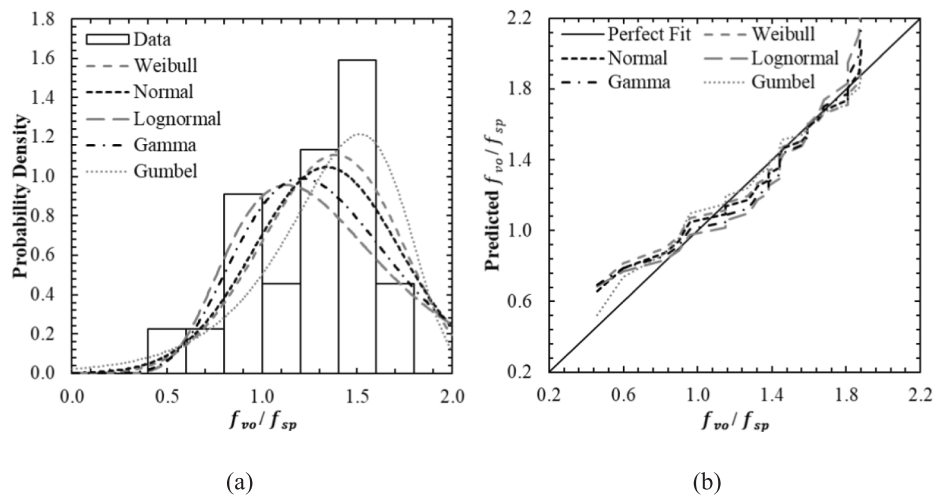 1.8
1.6
1.4
1.2
1.0
0.8
0.6
0.4
0.2
0.0
Probability Density
Data
Weibull
Normal
Lognormal
Gamma
Gumbel
0.0 0.5 1.0 1.5 2.0
f_vo / f_sp
(a)
2.2
1.8
1.4
1.0
0.6
0.2
Predicted f_vo / f_sp
Perfect Fit Weibull
Normal Lognormal
Gamma Gumbel
0.2 0.6 1.0 1.4 1.8 2.2
f_vo / f_sp
(b)